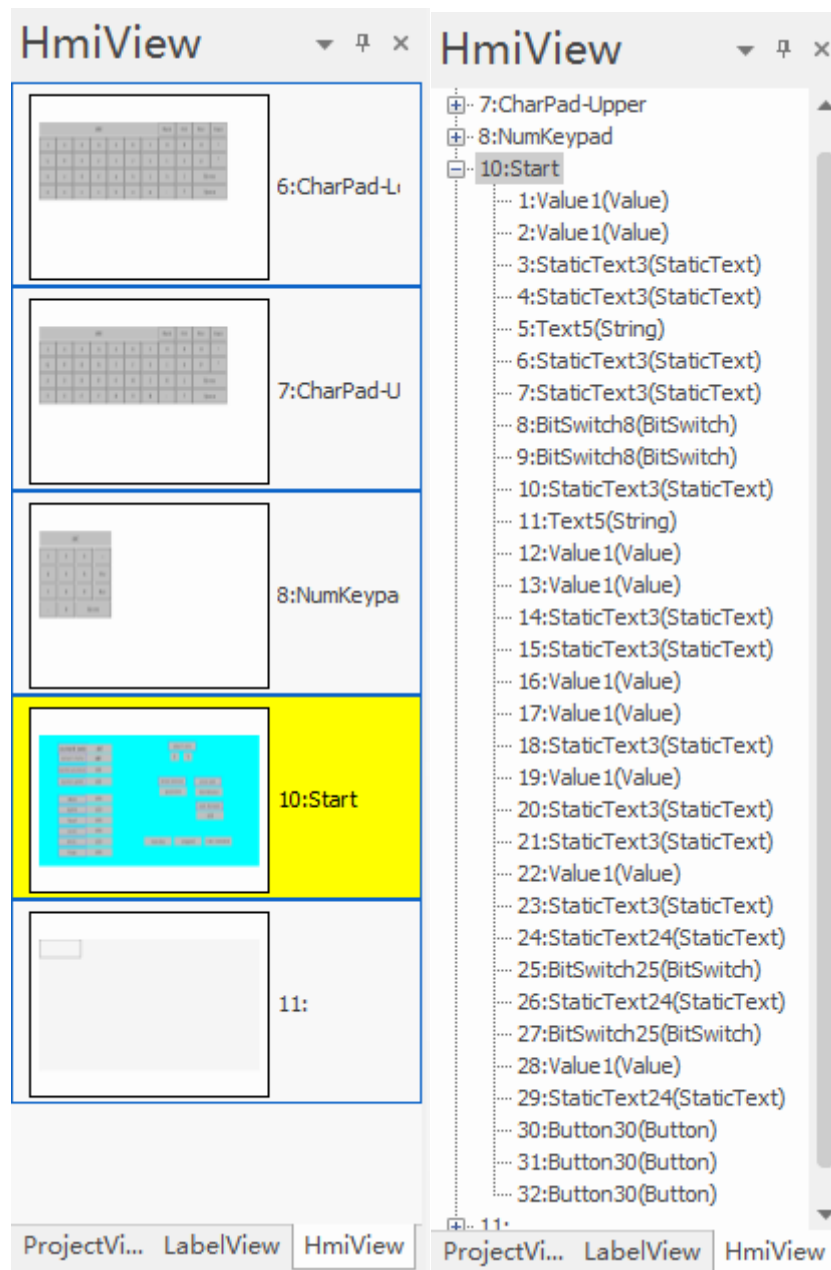 HmiView
6:CharPad-L
7:CharPad-U
8:NumKeypa
10:Start
11:
ProjectVi... LabelView HmiView
HmiView
7:CharPad-Upper
8:NumKeypad
10:Start
1:Value1(Value)
2:Value1(Value)
3:StaticText3(StaticText)
4:StaticText3(StaticText)
5:Text5(String)
6:StaticText3(StaticText)
7:StaticText3(StaticText)
8:BitSwitch8(BitSwitch)
9:BitSwitch8(BitSwitch)
10:StaticText3(StaticText)
11:Text5(String)
12:Value1(Value)
13:Value1(Value)
14:StaticText3(StaticText)
15:StaticText3(StaticText)
16:Value1(Value)
17:Value1(Value)
18:StaticText3(StaticText)
19:Value1(Value)
20:StaticText3(StaticText)
21:StaticText3(StaticText)
22:Value1(Value)
23:StaticText3(StaticText)
24:StaticText24(StaticText)
25:BitSwitch25(BitSwitch)
26:StaticText24(StaticText)
27:BitSwitch25(BitSwitch)
28:Value1(Value)
29:StaticText24(StaticText)
30:Button30(Button)
31:Button30(Button)
32:Button30(Button)
11:
ProjectVi... LabelView HmiView